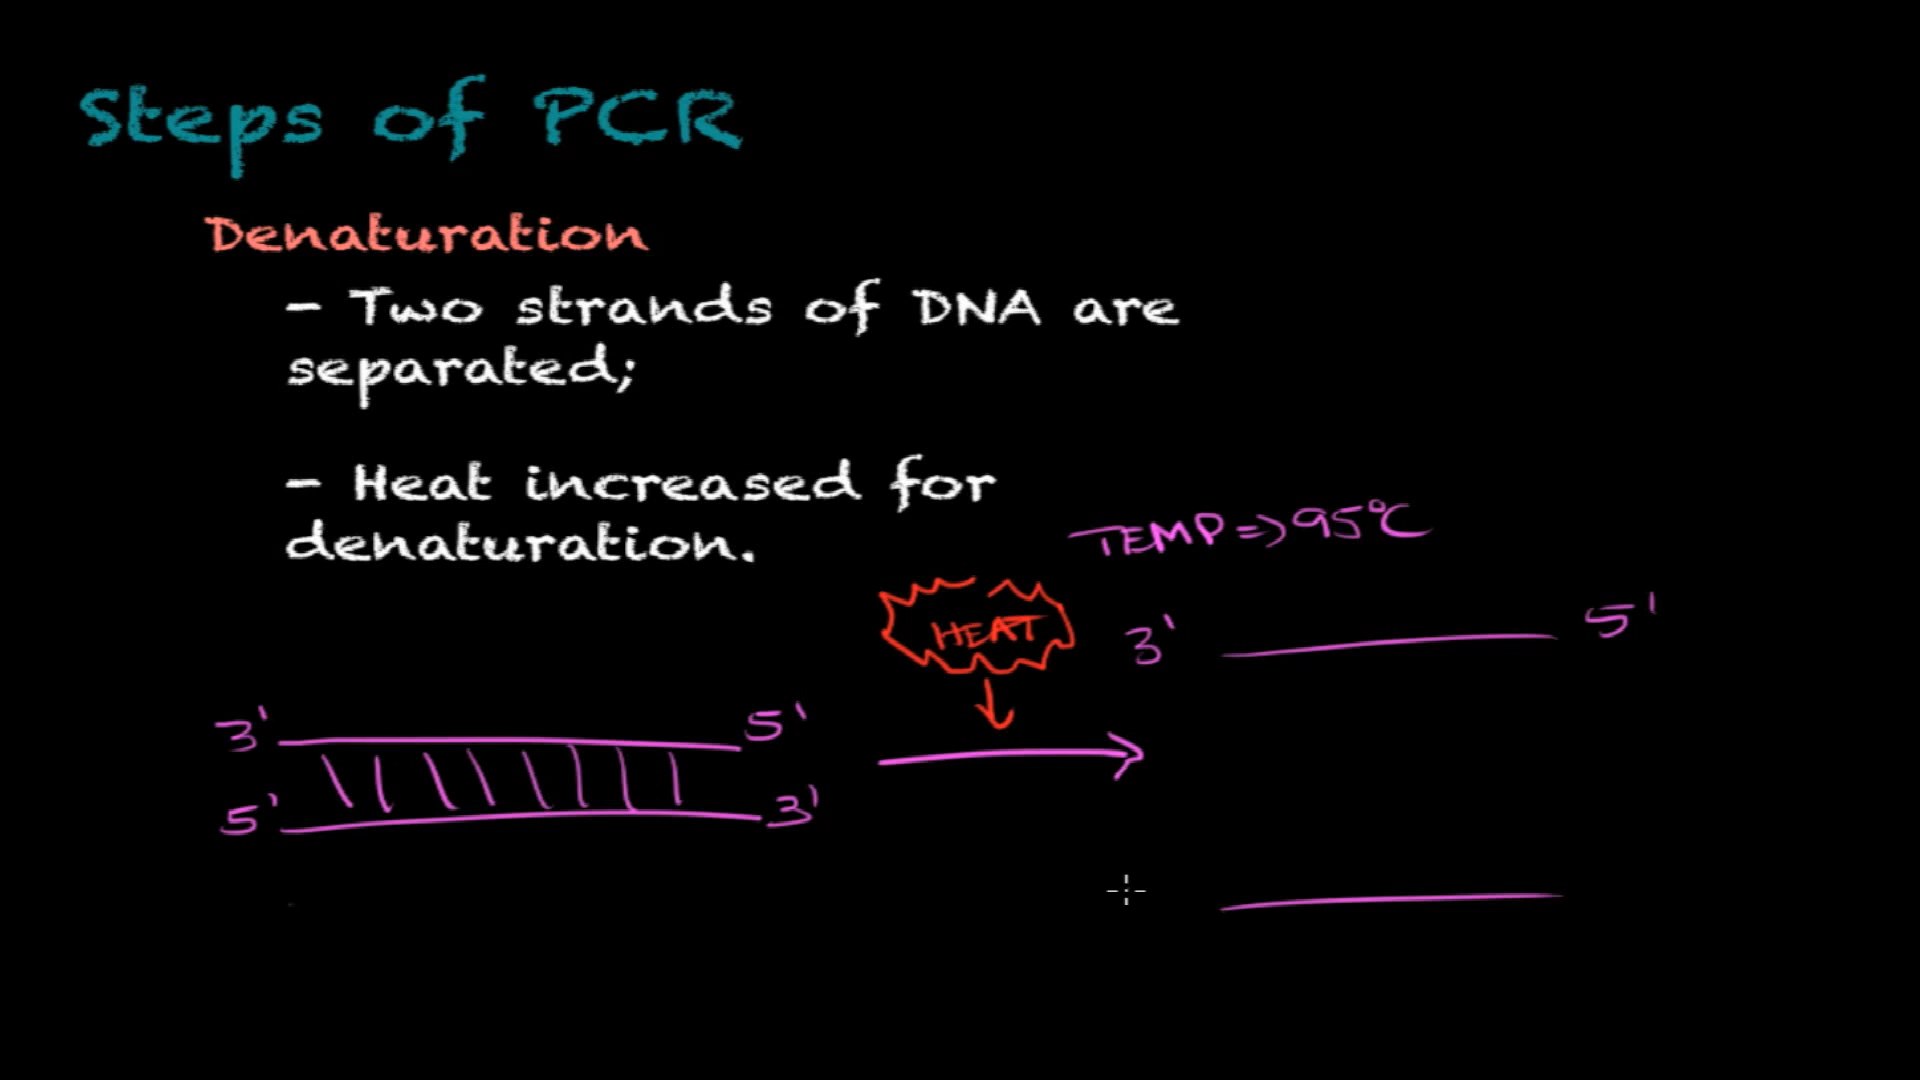 Steps of PCR
Denaturation
- Two strands of DNA are
separated;
- Heat increased for
denaturation.
TEMP => 95°C
HEAT
3' 5'
3' 5'
5' 3'